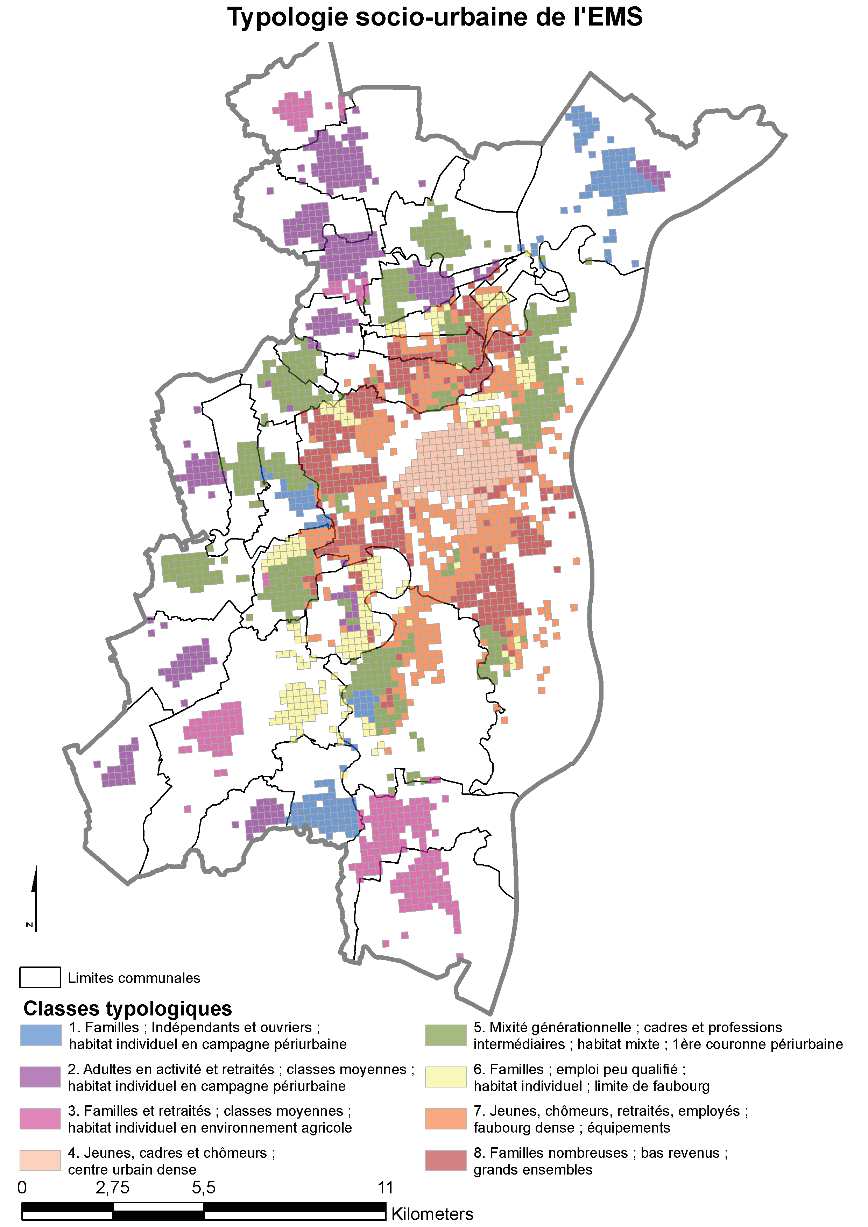 Typologie socio-urbaine de l'EMS
z
Limites communales
Classes typologiques
1. Familles ; Indépendants et ouvriers ;
habitat individuel en campagne périurbaine
2. Adultes en activité et retraités ; classes moyennes ;
habitat individuel en campagne périurbaine
3. Familles et retraités ; classes moyennes ;
habitat individuel en environnement agricole
4. Jeunes, cadres et chômeurs ;
centre urbain dense
5. Mixité générationnelle ; cadres et professions
intermédiaires ; habitat mixte ; 1ère couronne périurbaine
6. Familles ; emploi peu qualifié ;
habitat individuel ; limite de faubourg
7. Jeunes, chômeurs, retraités, employés ;
faubourg dense ; équipements
8. Familles nombreuses ; bas revenus ;
grands ensembles
0 2,75 5,5 11
Kilometers